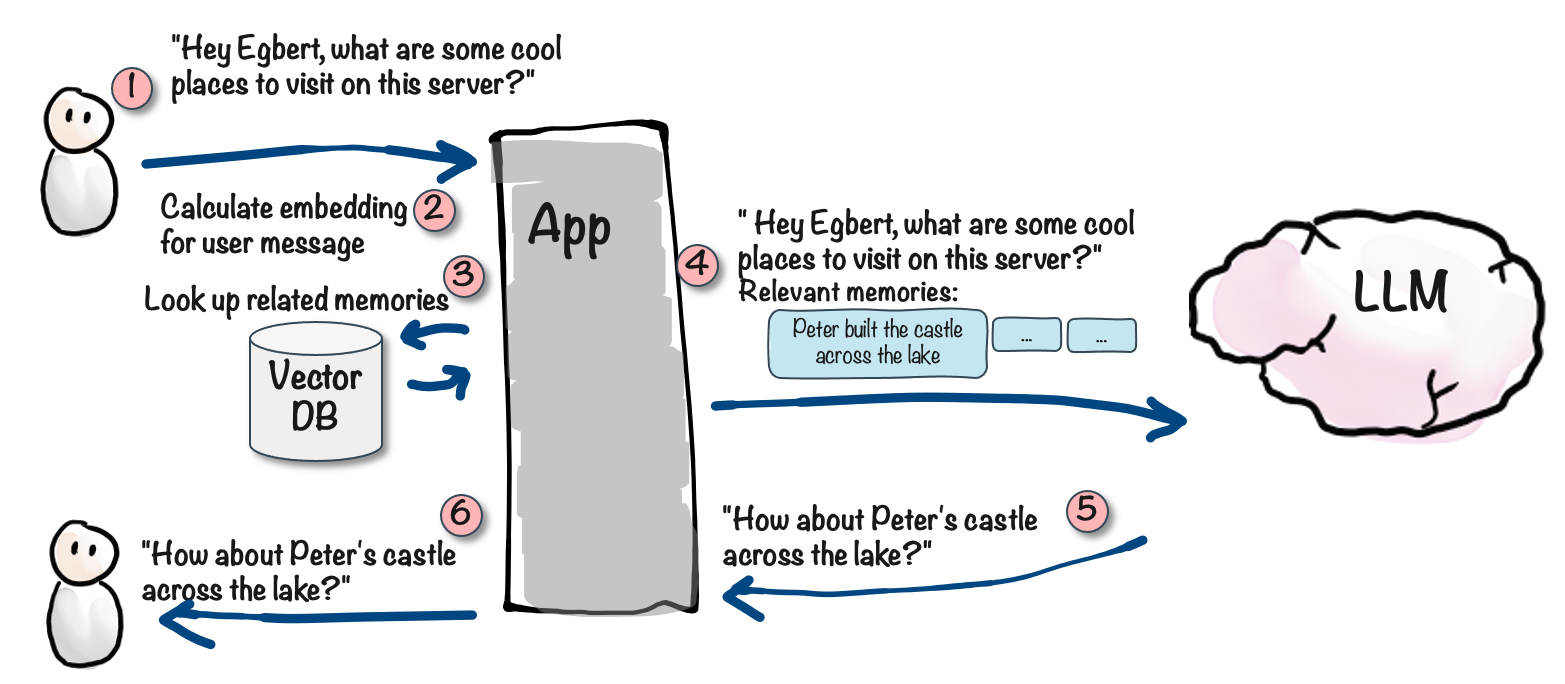 1
"Hey Egbert, what are some cool
places to visit on this server?"
Calculate embedding
for user message
2
3
Look up related memories
Vector
DB
App
4
" Hey Egbert, what are some cool
places to visit on this server?"
Relevant memories:
Peter built the castle
across the lake
...
...
LLM
5
"How about Peter's castle
across the lake?"
6
"How about Peter's castle
across the lake?"